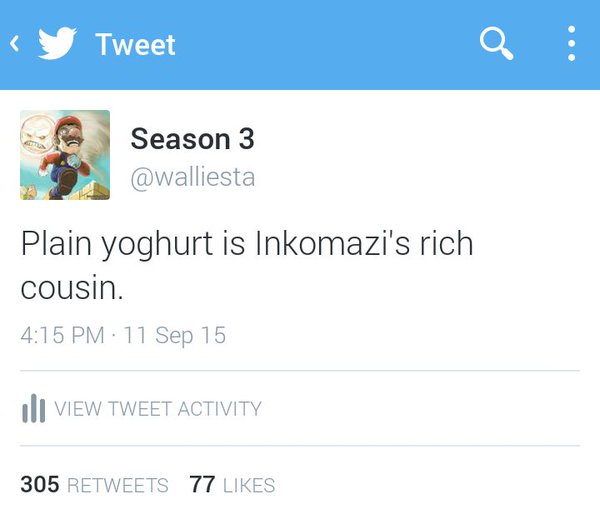 Tweet
Season 3
@walliesta
Plain yoghurt is Inkomazi's rich
cousin.
4:15 PM · 11 Sep 15
VIEW TWEET ACTIVITY
305 RETWEETS 77 LIKES